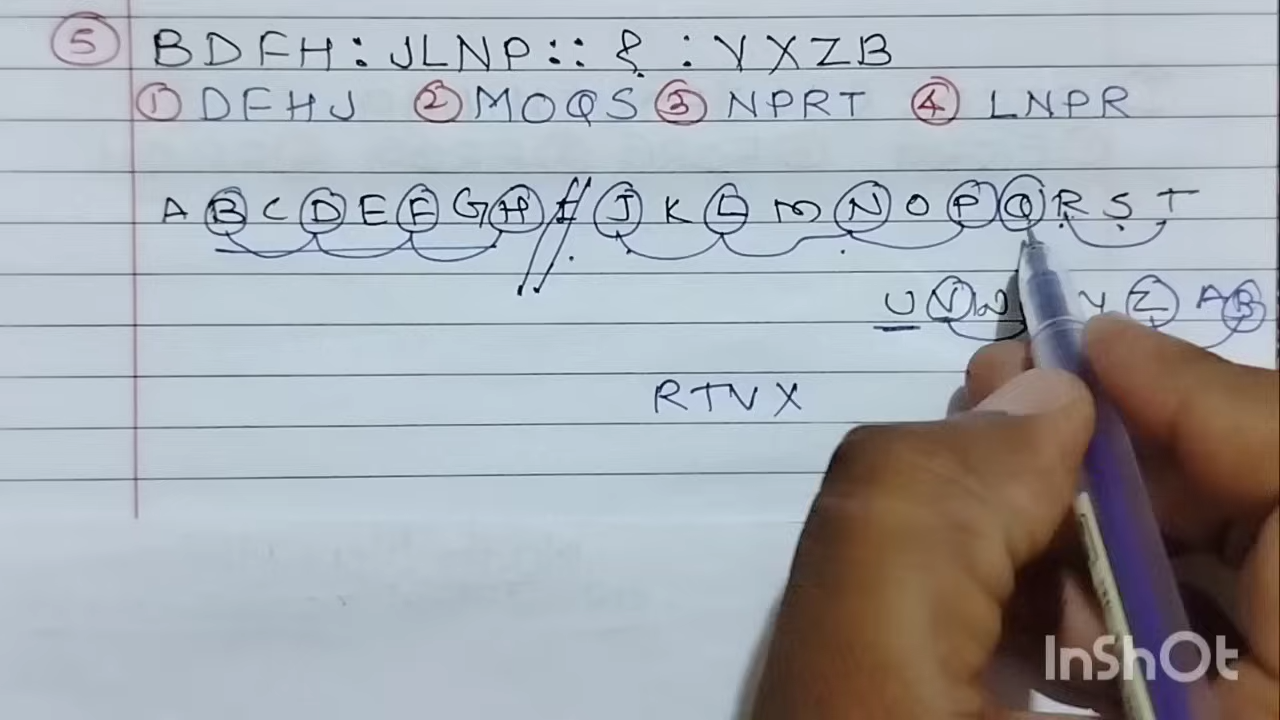 5 BDFH : JLNP :: ? : VXZB
1 DFHJ 2 MOQS 3 NPRT 4 LNPR
A B C D E F G H // I J K L M N O P Q R S T
U V W Y Z A B
RTVX
InShOt